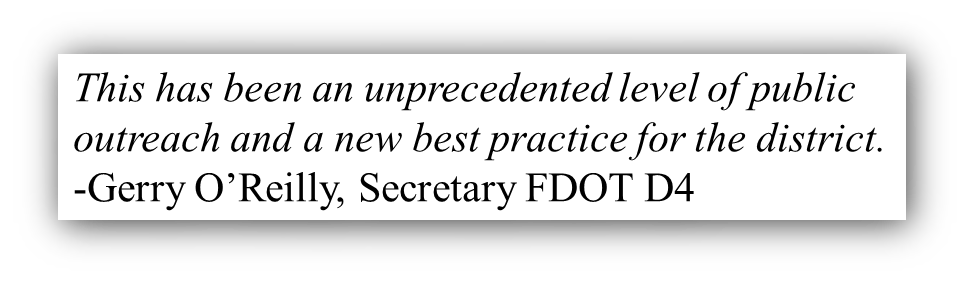 This has been an unprecedented level of public
outreach and a new best practice for the district.
-Gerry O’Reilly, Secretary FDOT D4